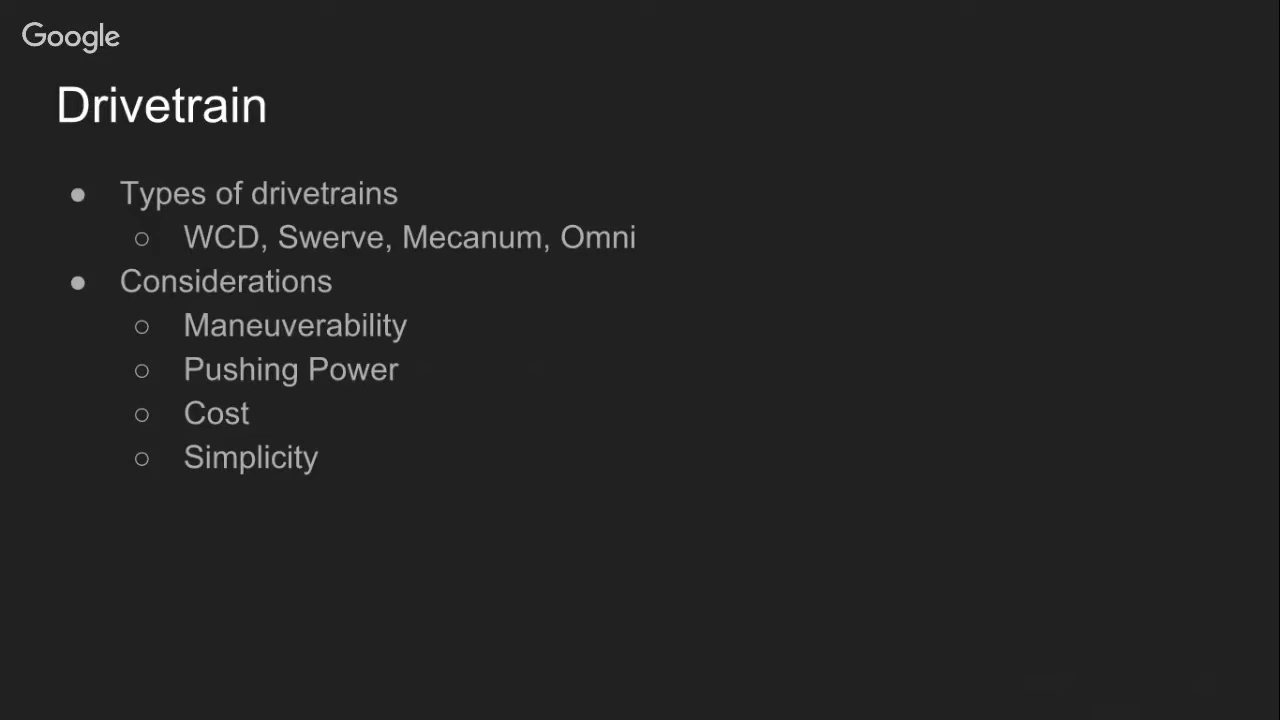 Google
Drivetrain
● Types of drivetrains
○ WCD, Swerve, Mecanum, Omni
● Considerations
○ Maneuverability
○ Pushing Power
○ Cost
○ Simplicity